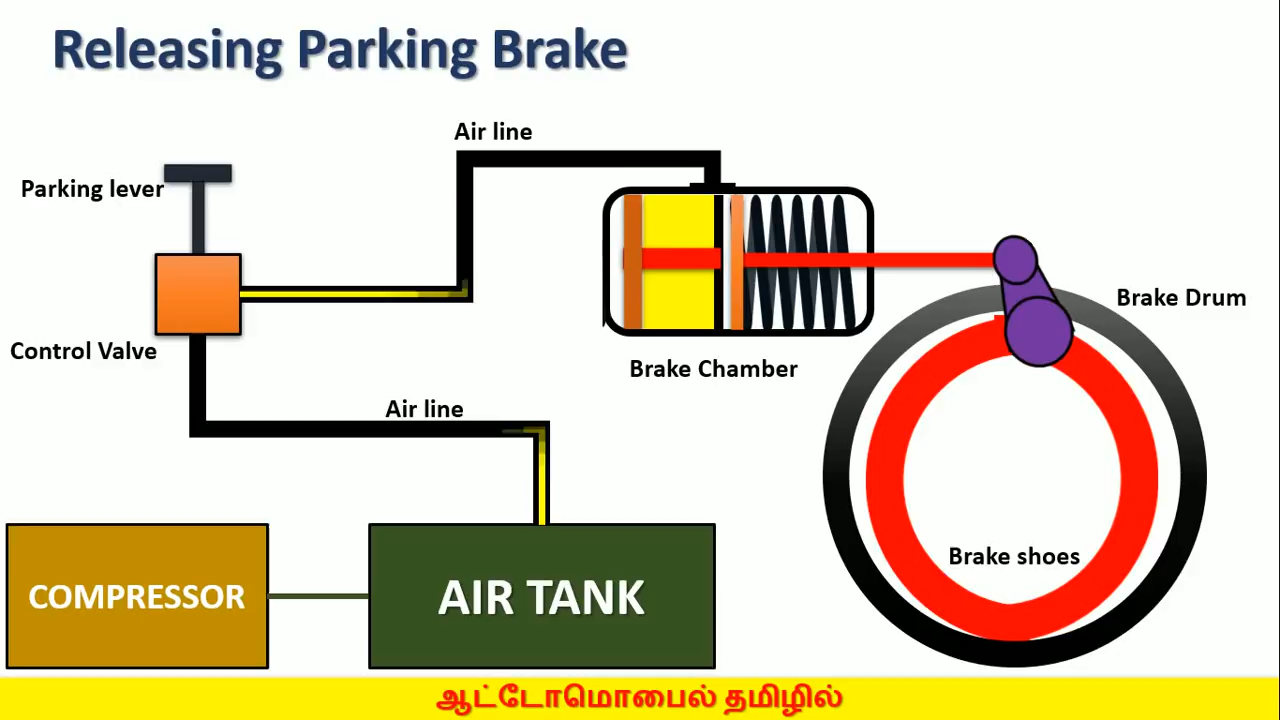 Releasing Parking Brake
Air line
Parking lever
Brake Drum
Control Valve
Brake Chamber
Air line
Brake shoes
COMPRESSOR
AIR TANK
ஆட்டோமொபைல் தமிழில்